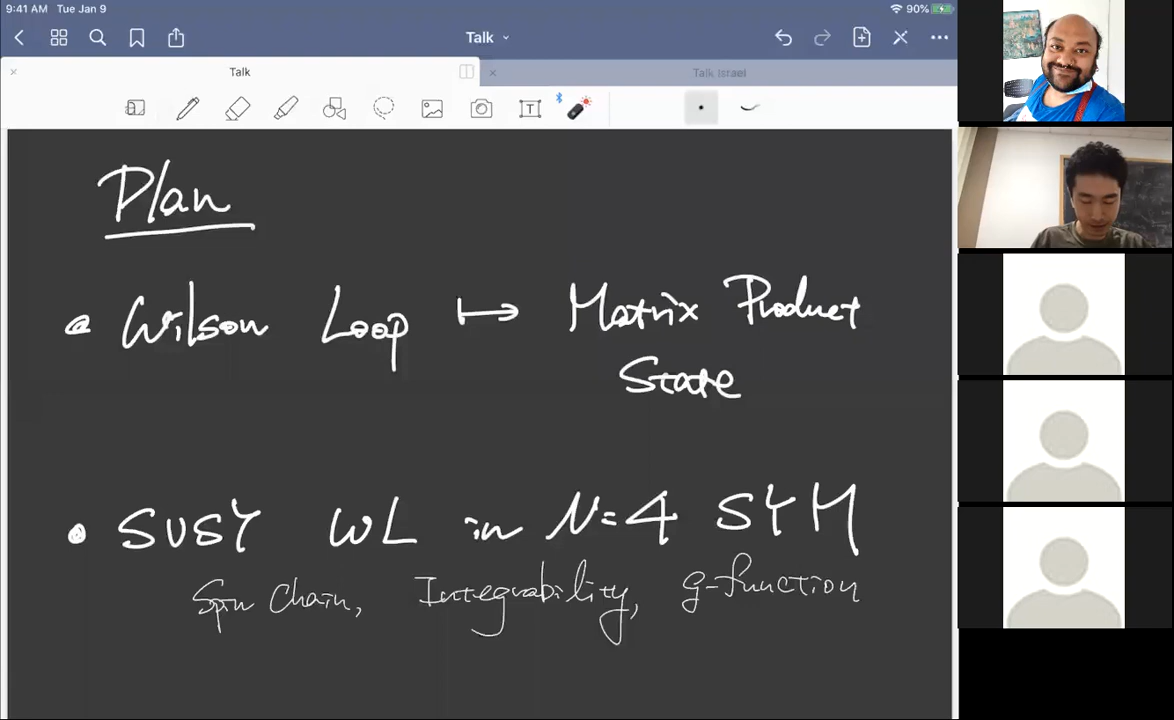 9:41 AM Tue Jan 9
90%
Talk
Talk
Talk Israel
T
Plan
Wilson Loop ↦ Matrix Product
State
• SUSY WL in N=4 SYM
Spin Chain, Integrability, g-function